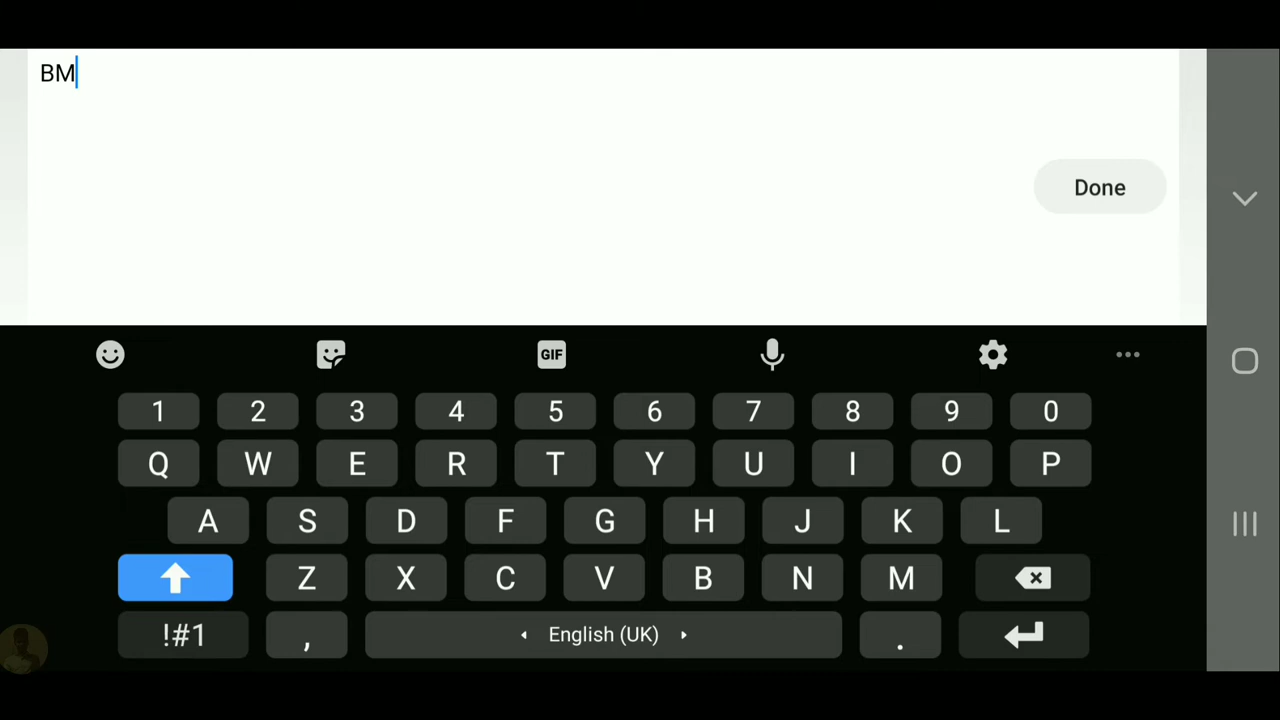 BM
Done
GIF
1 2 3 4 5 6 7 8 9 0
Q W E R T Y U I O P
A S D F G H J K L
Z X C V B N M
!#1 , English (UK) .